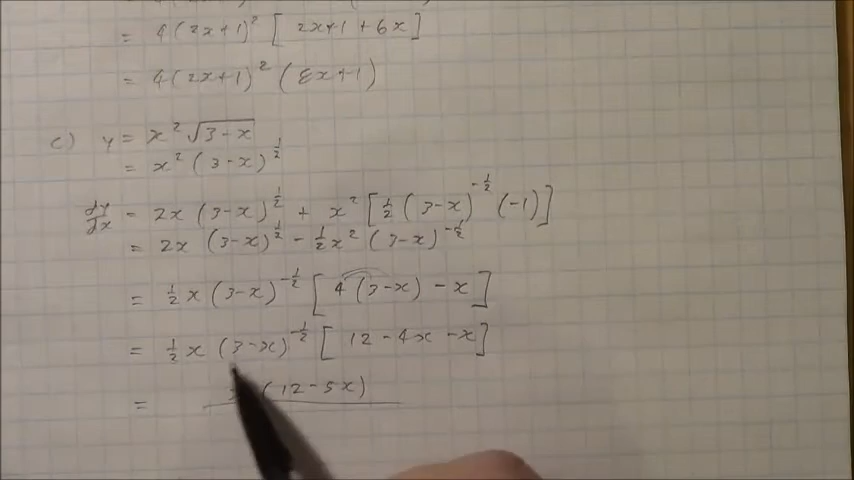 = 4(2x+1)² [ 2x+1 + 6x ]
= 4(2x+1)² (8x+1)
c) y = x² √(3-x)
= x² (3-x)^½
dy/dx = 2x (3-x)^½ + x² [½ (3-x)^-½ (-1)]
= 2x (3-x)^½ - ½x² (3-x)^-½
= ½ x (3-x)^-½ [ 4 (3-x) - x ]
= ½ x (3-x)^-½ [ 12 - 4x - x ]
= (12-5x)